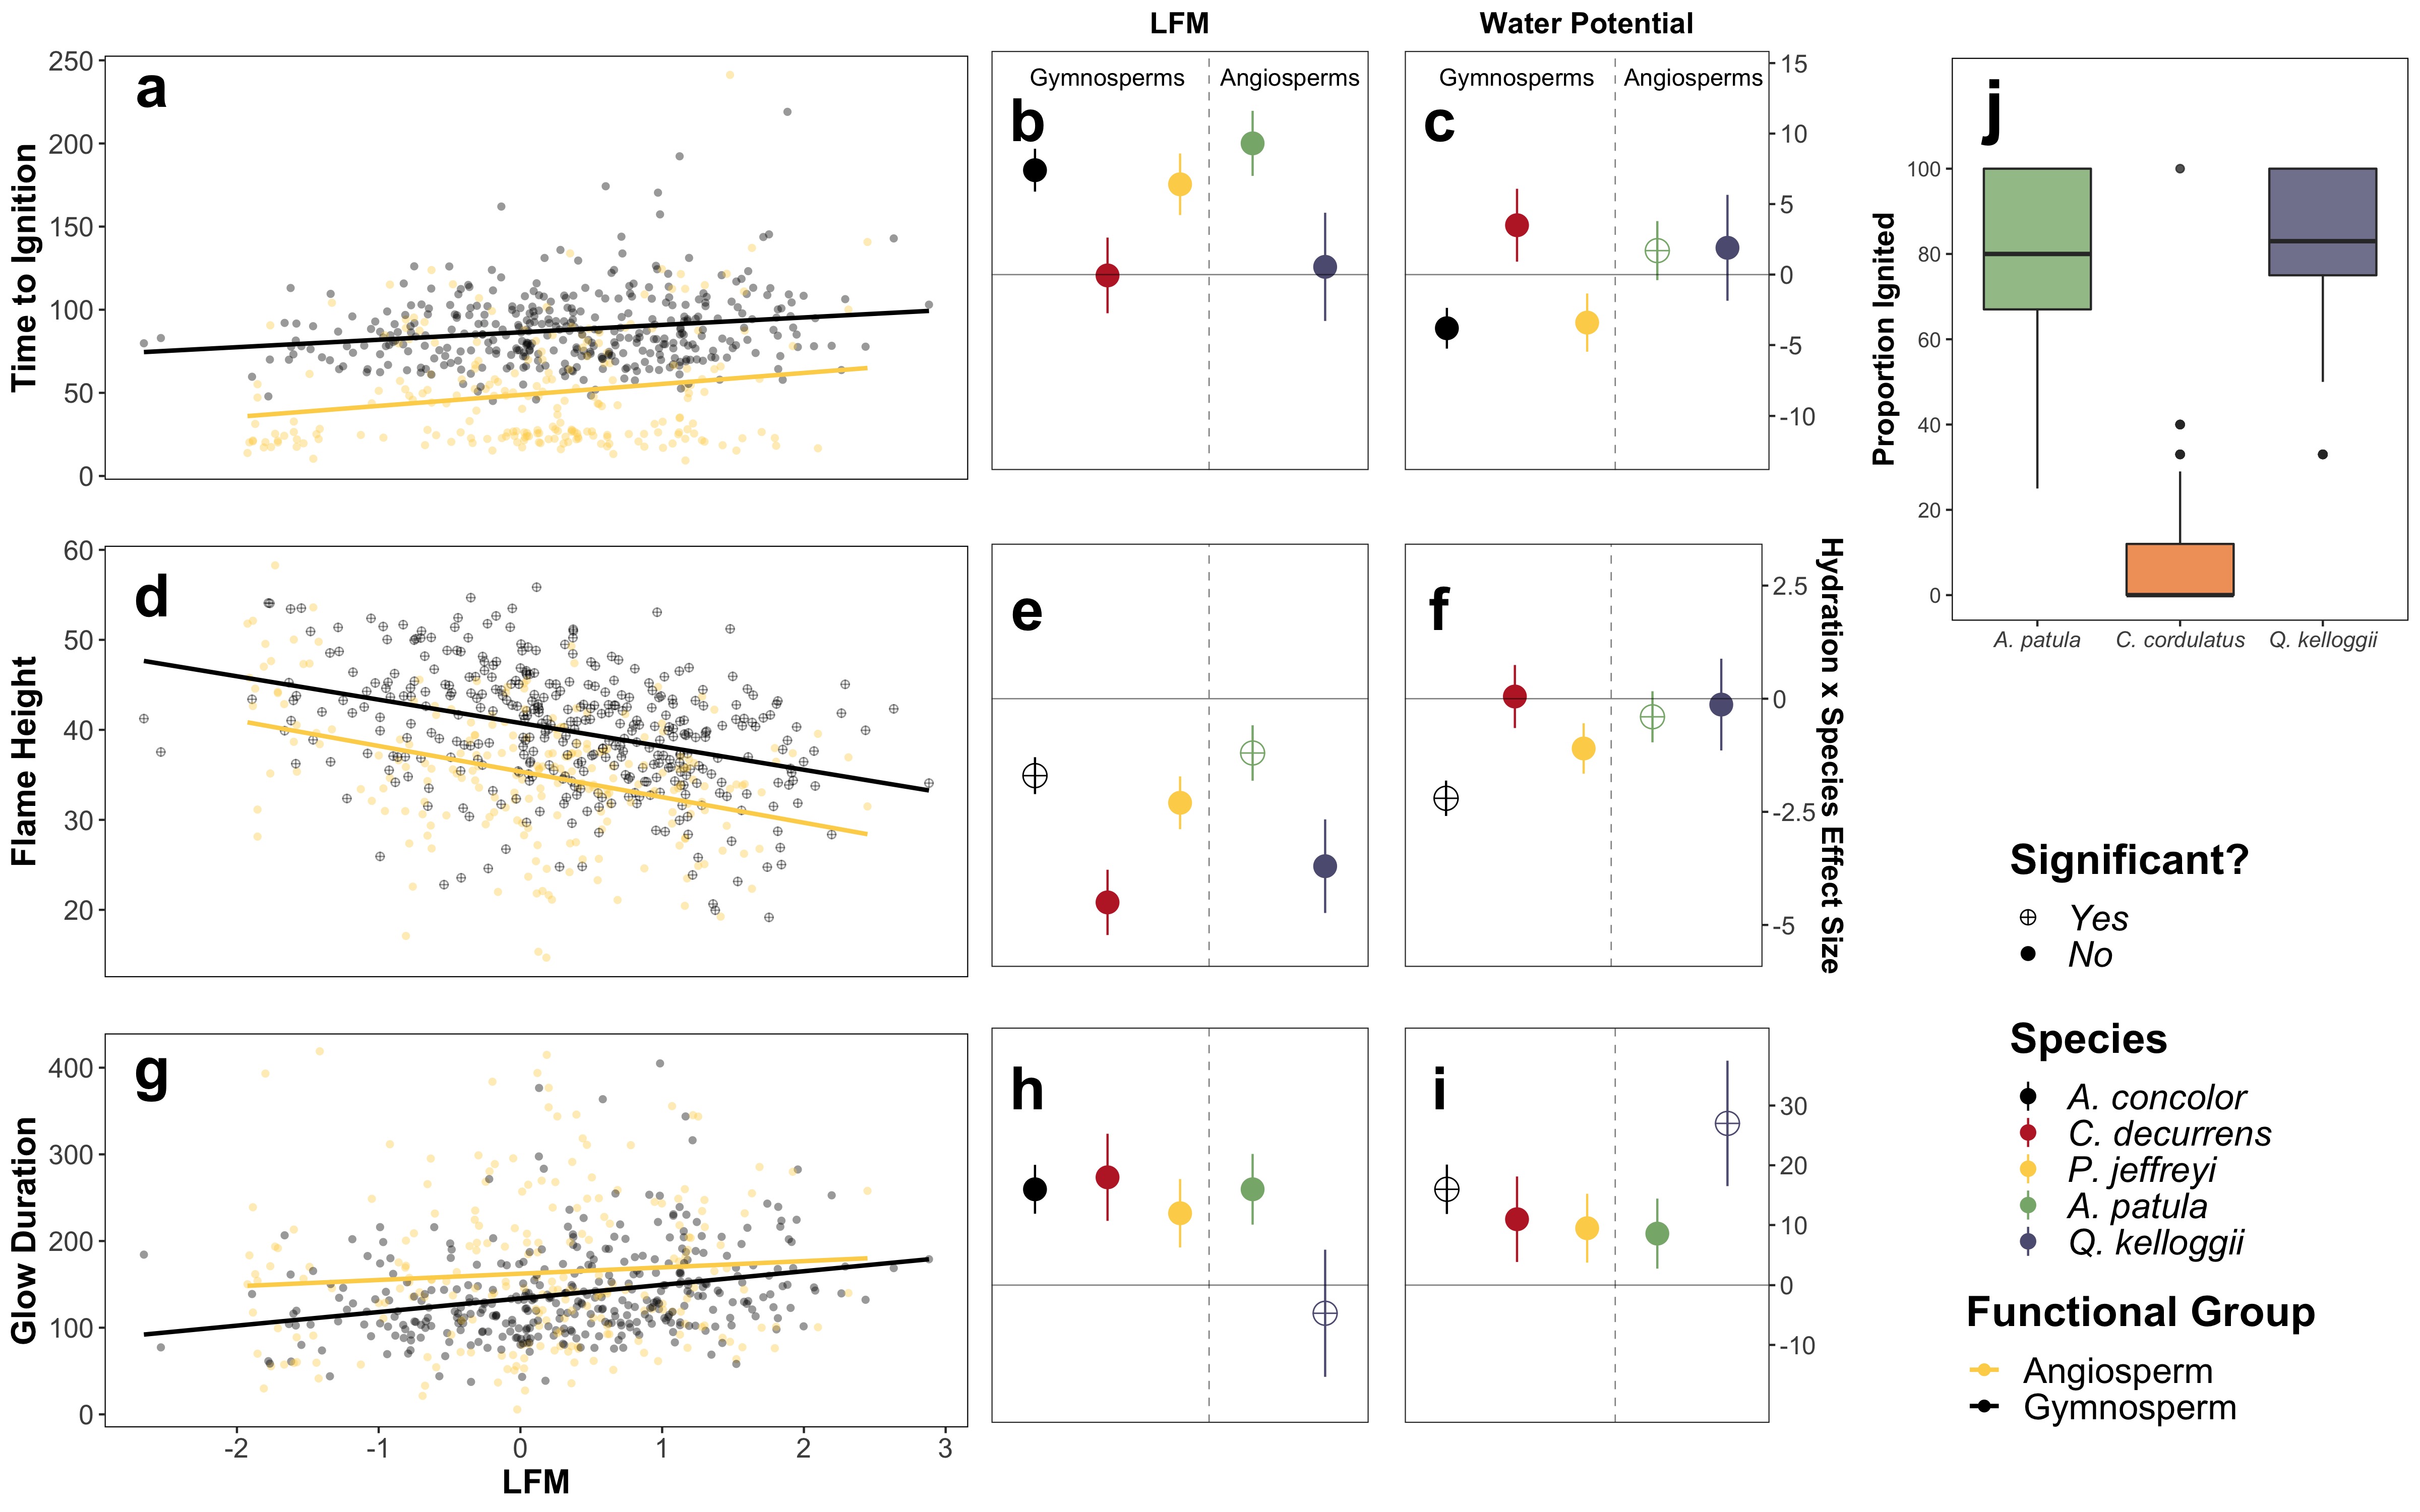 LFM
Water Potential
a
250
200
150
100
50
0
Time to Ignition
Gymnosperms
Angiosperms
b
Gymnosperms
Angiosperms
c
15
10
5
0
-5
-10
j
100
80
60
40
20
0
Proportion Ignited
A. patula
C. cordulatus
Q. kelloggii
d
60
50
40
30
20
Flame Height
e
f
2.5
0
-2.5
-5
Hydration x Species Effect Size
g
400
300
200
100
0
Glow Duration
-2
-1
0
1
2
3
LFM
h
i
30
20
10
0
-10
Significant?
Yes
No
Species
A. concolor
C. decurrens
P. jeffreyi
A. patula
Q. kelloggii
Functional Group
Angiosperm
Gymnosperm